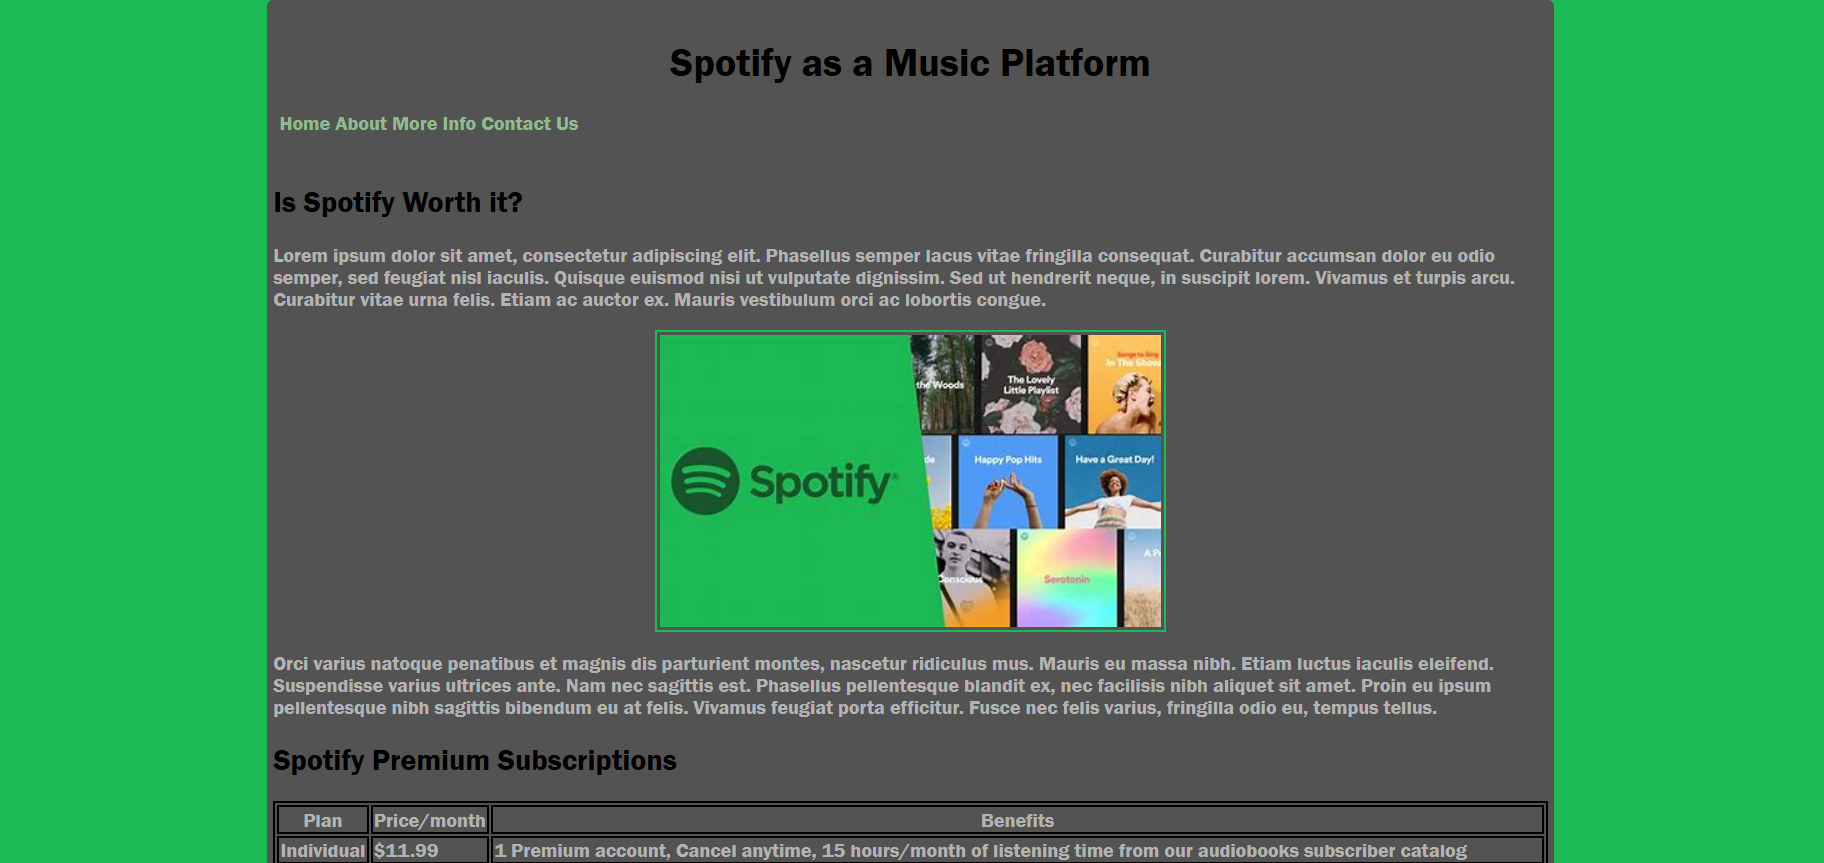 Spotify as a Music Platform
Home About More Info Contact Us
Is Spotify Worth it?
Lorem ipsum dolor sit amet, consectetur adipiscing elit. Phasellus semper lacus vitae fringilla consequat. Curabitur accumsan dolor eu odio
semper, sed feugiat nisl iaculis. Quisque euismod nisi ut vulputate dignissim. Sed ut hendrerit neque, in suscipit lorem. Vivamus et turpis arcu.
Curabitur vitae urna felis. Etiam ac auctor ex. Mauris vestibulum orci ac lobortis congue.
Songs to Sing
In The Show
the Woods
The Lovely
Little Playlist
de
Happy Pop Hits
Have a Great Day!
Spotify
A P
Conscious
Serotonin
Orci varius natoque penatibus et magnis dis parturient montes, nascetur ridiculus mus. Mauris eu massa nibh. Etiam luctus iaculis eleifend.
Suspendisse varius ultrices ante. Nam nec sagittis est. Phasellus pellentesque blandit ex, nec facilisis nibh aliquet sit amet. Proin eu ipsum
pellentesque nibh sagittis bibendum eu at felis. Vivamus feugiat porta efficitur. Fusce nec felis varius, fringilla odio eu, tempus tellus.
Spotify Premium Subscriptions
Plan Price/month Benefits
Individual $11.99 1 Premium account, Cancel anytime, 15 hours/month of listening time from our audiobooks subscriber catalog